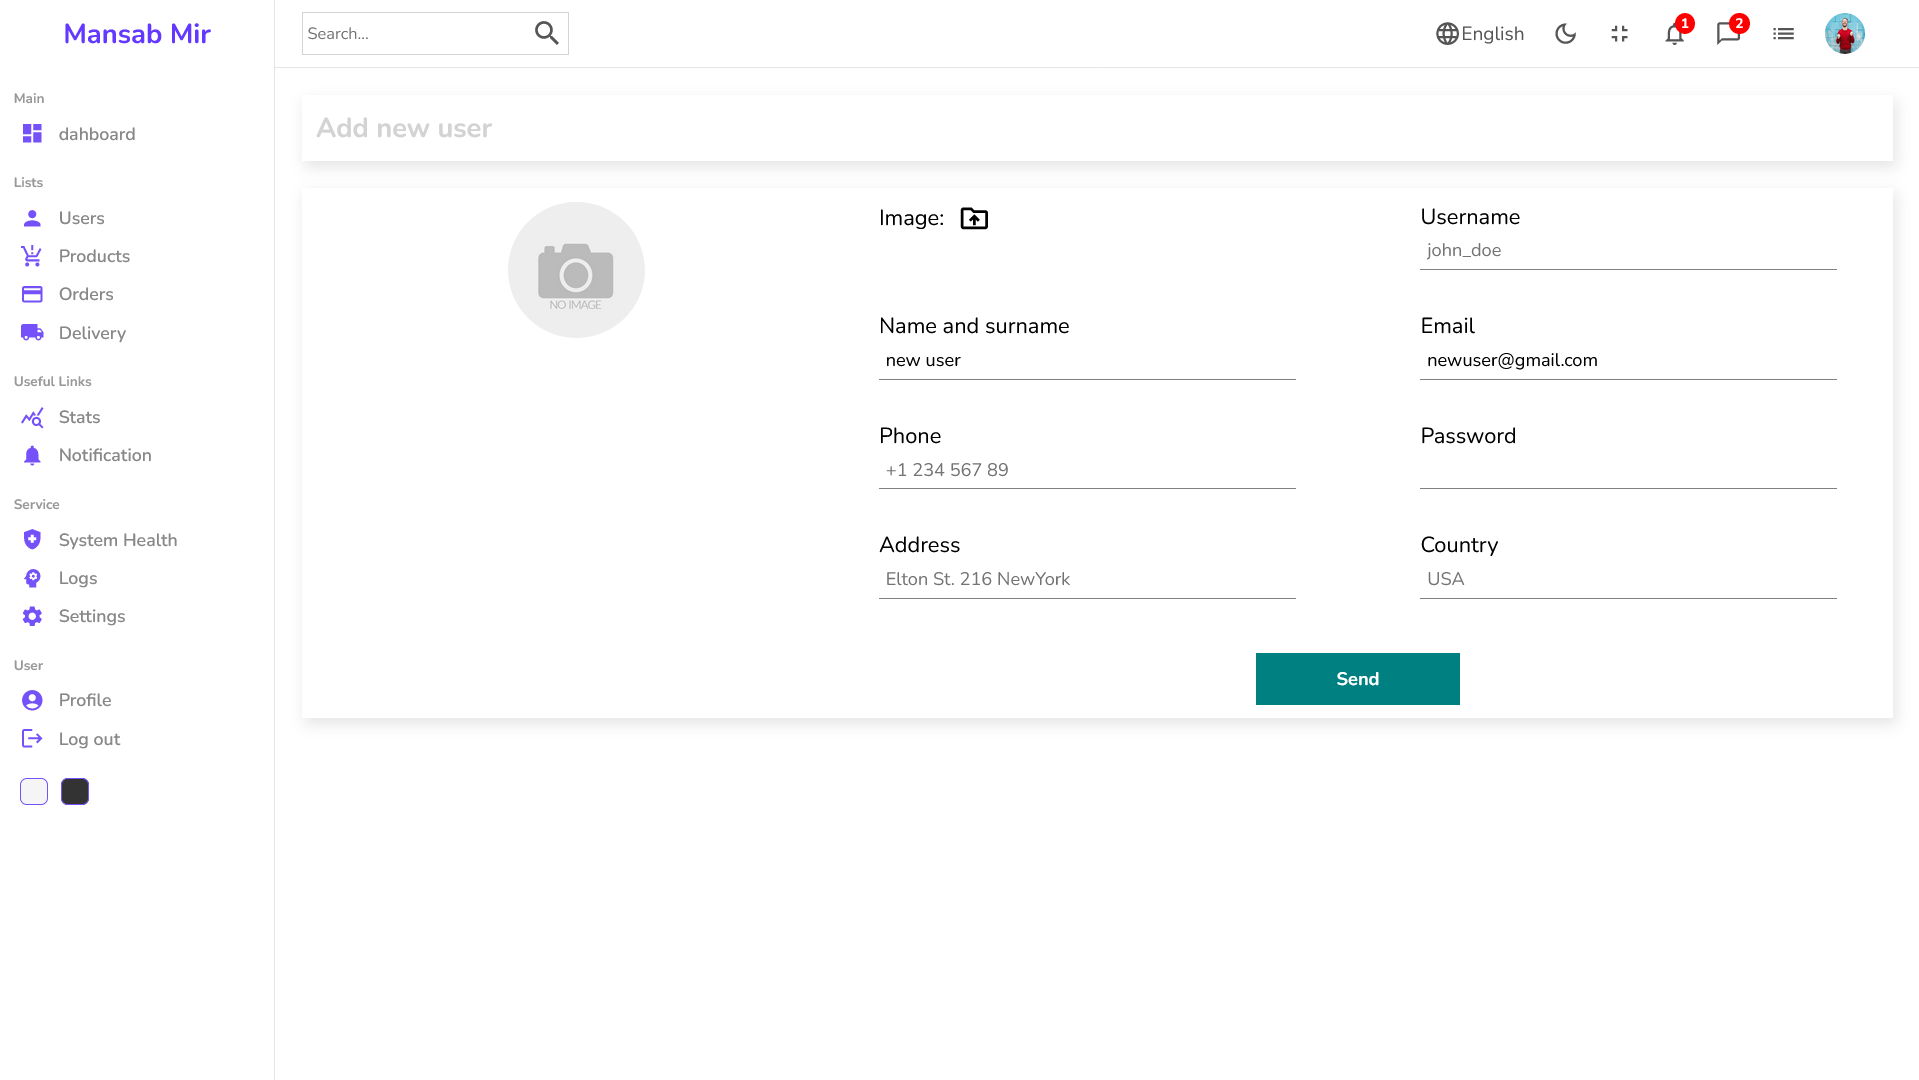 Mansab Mir
Search...
English
1
2
Main
dahboard
Lists
Users
Products
Orders
Delivery
Useful Links
Stats
Notification
Service
System Health
Logs
Settings
User
Profile
Log out
Add new user
NO IMAGE
Image:
Username
john_doe
Name and surname
new user
Email
newuser@gmail.com
Phone
+1 234 567 89
Password
Address
Elton St. 216 NewYork
Country
USA
Send